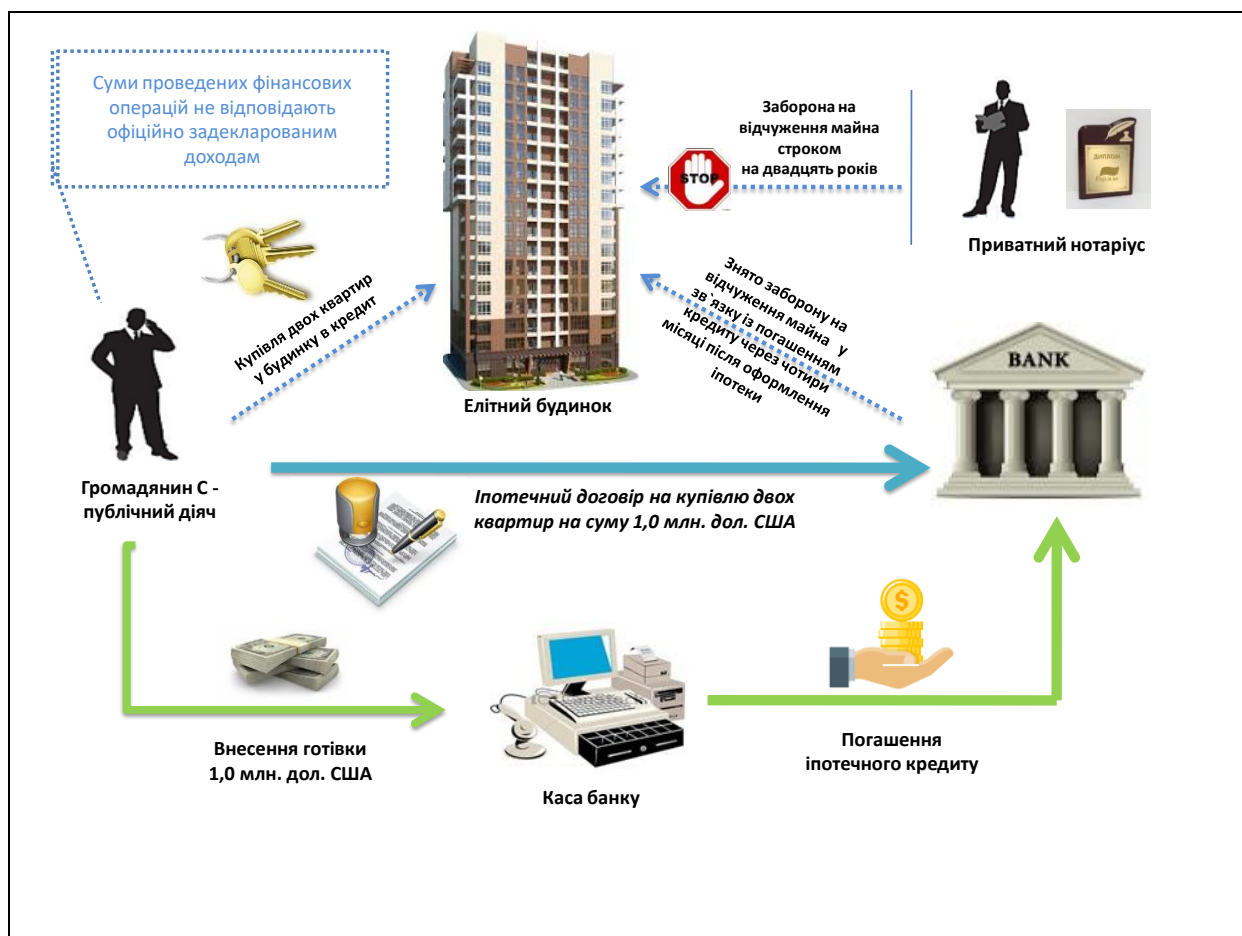 Суми проведених фінансових
операцій не відповідають
офіційно задекларованим
доходам
Заборона на
відчуження майна
строком
на двадцять років
STOP
ДИПЛОМ
Приватний нотаріус
Купівля двох квартир
у будинку в кредит
Знято заборону на
відчуження майна у
зв`язку із погашенням
кредиту через чотири
місяці після оформлення
іпотеки
BANK
Елітний будинок
Громадянин С -
публічний діяч
Іпотечний договір на купівлю двох
квартир на суму 1,0 млн. дол. США
Внесення готівки
1,0 млн. дол. США
Каса банку
Погашення
іпотечного кредиту